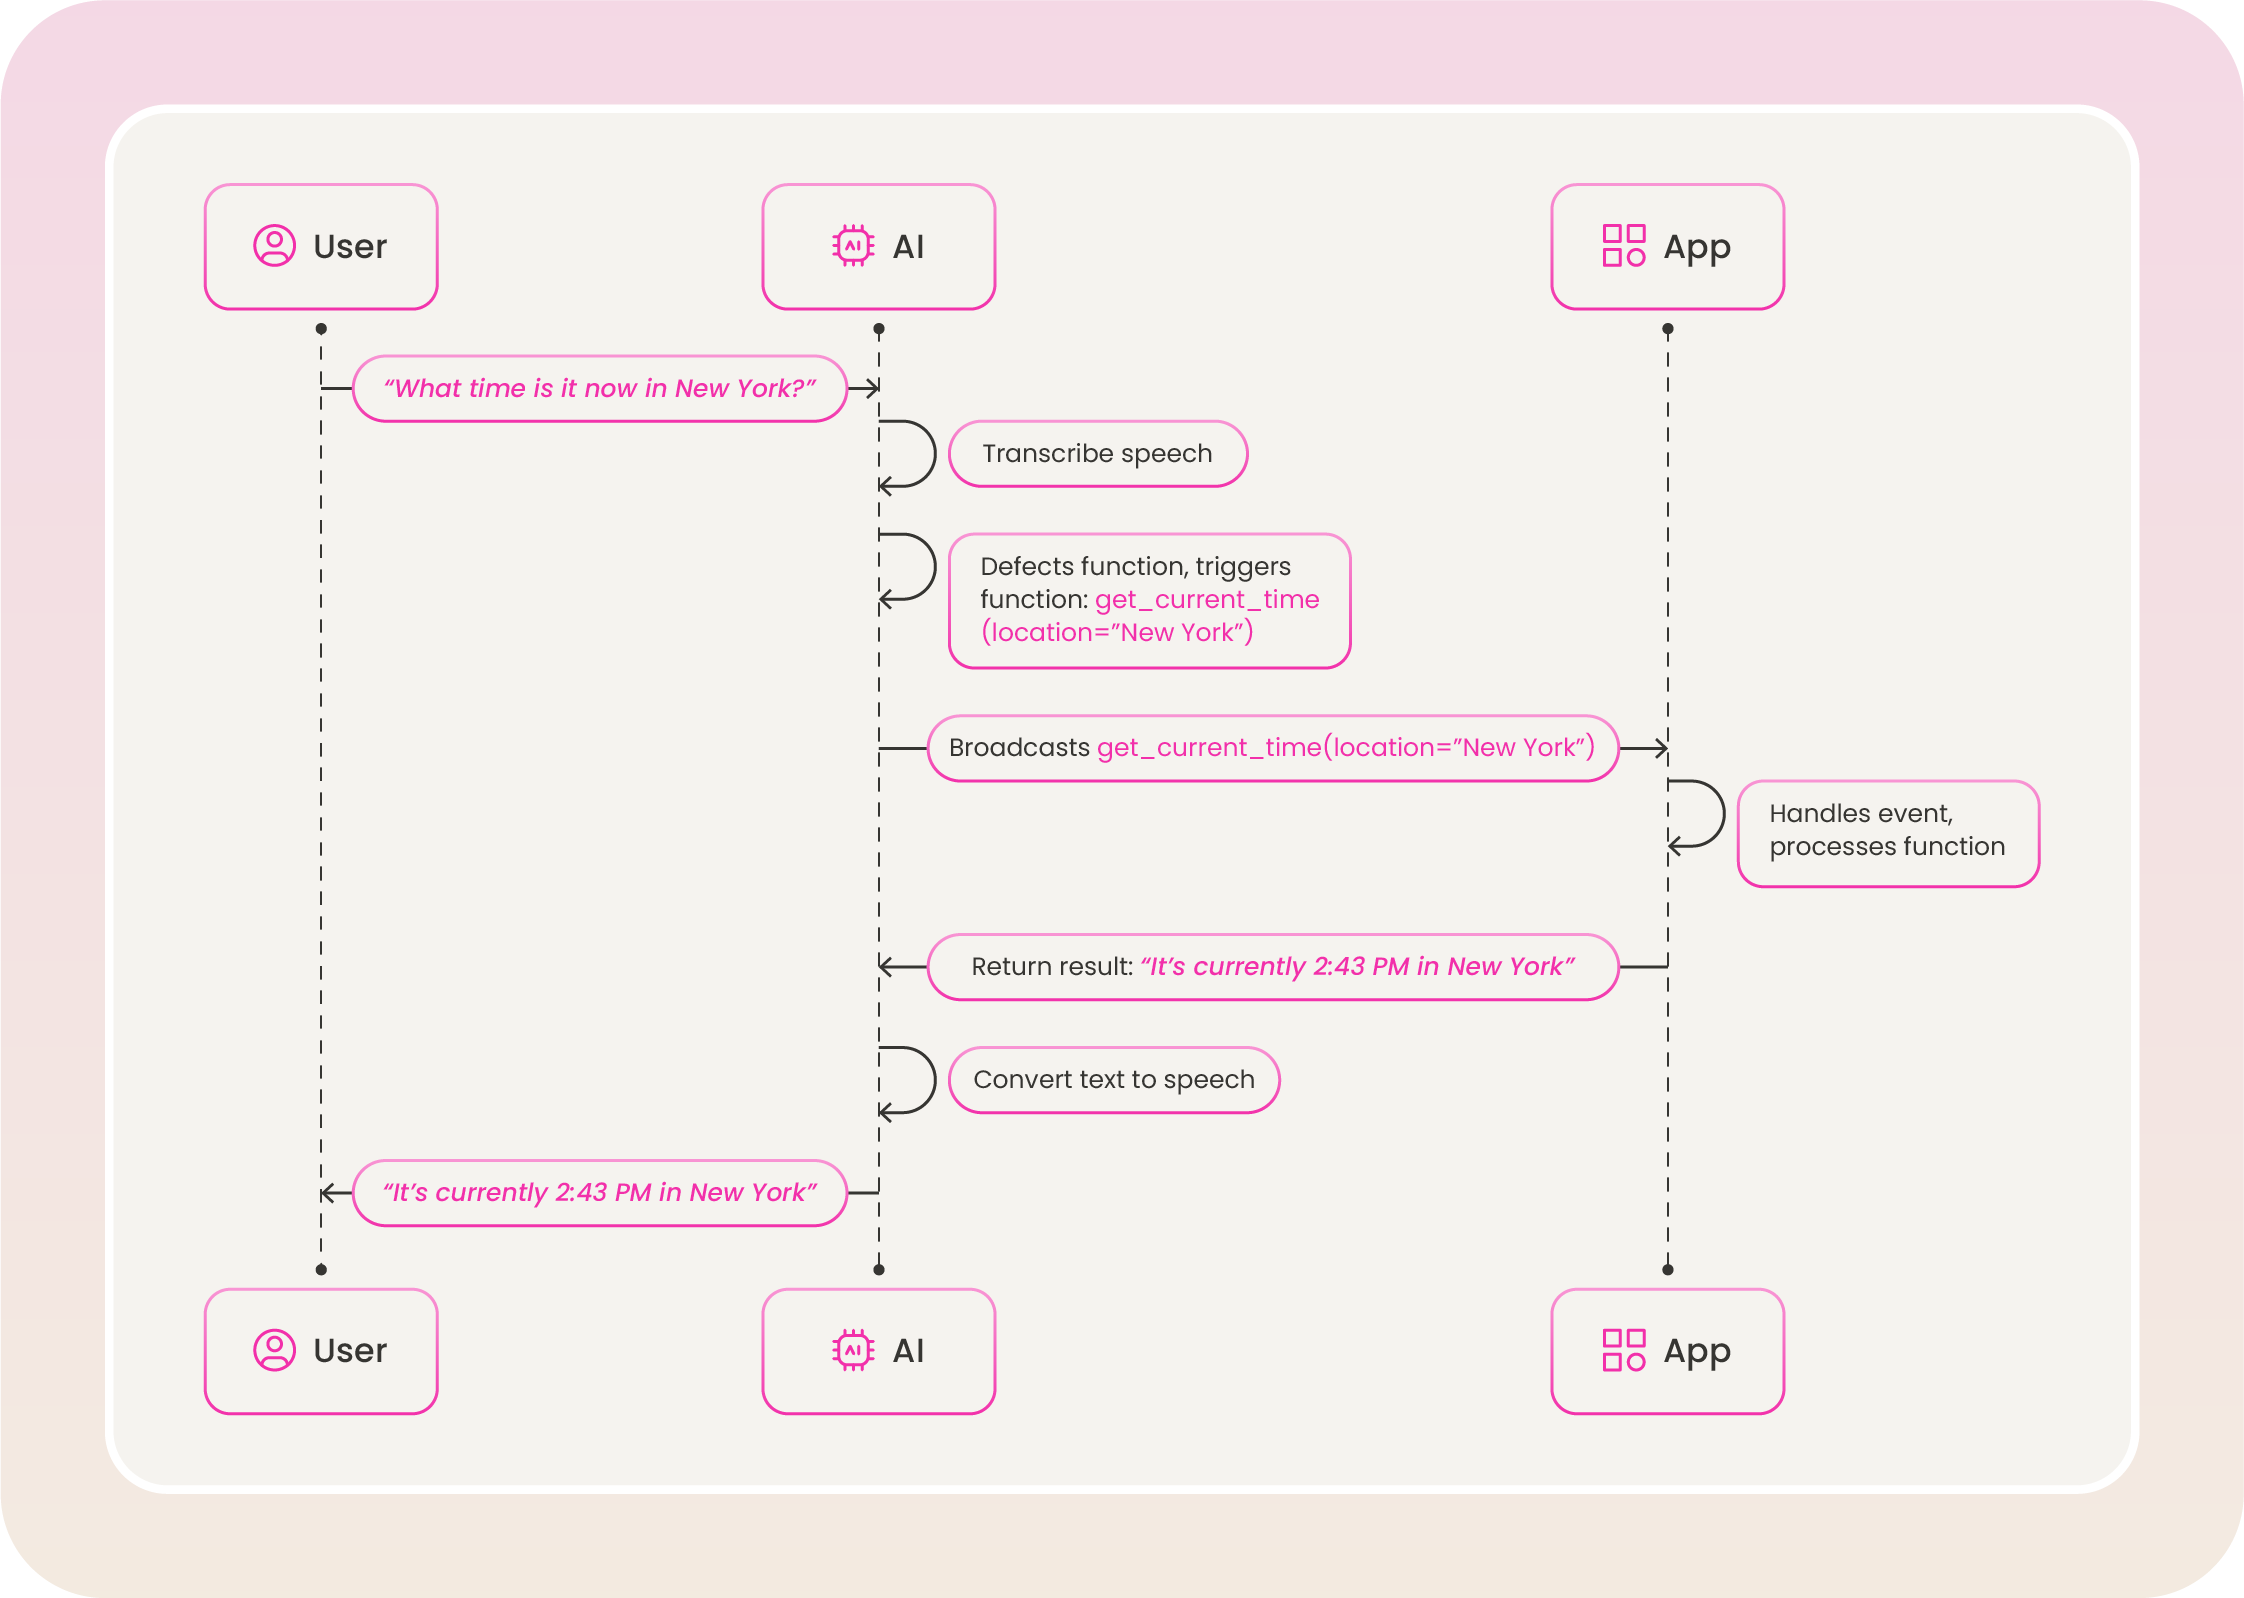 User
AI
App
“What time is it now in New York?”
Transcribe speech
Defects function, triggers
function: get_current_time
(location=”New York”)
Broadcasts get_current_time(location=”New York”)
Handles event,
processes function
Return result: “It’s currently 2:43 PM in New York”
Convert text to speech
“It’s currently 2:43 PM in New York”
User
AI
App